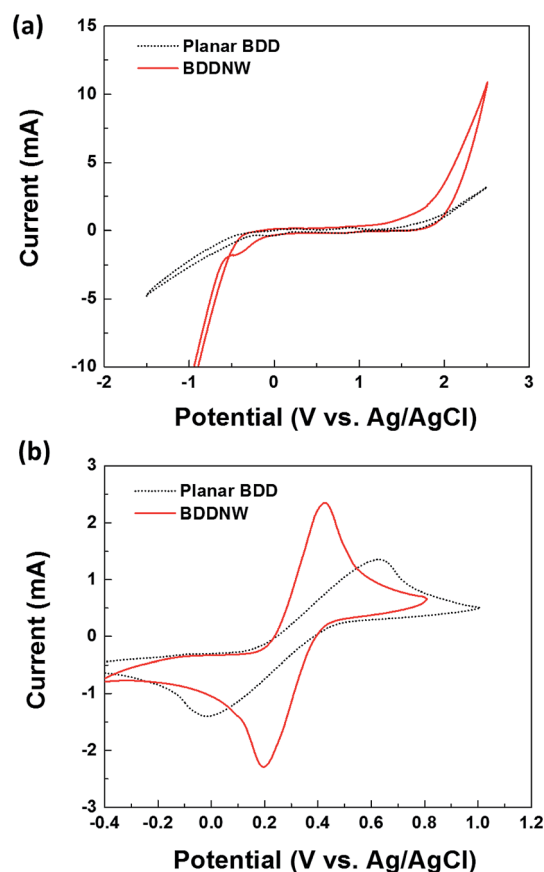 (a)
Planar BDD
BDDNW
Current (mA)
15
10
5
0
-5
-10
-2
-1
0
1
2
3
Potential (V vs. Ag/AgCl)
(b)
Planar BDD
BDDNW
Current (mA)
3
2
1
0
-1
-2
-3
-0.4
-0.2
0.0
0.2
0.4
0.6
0.8
1.0
1.2
Potential (V vs. Ag/AgCl)